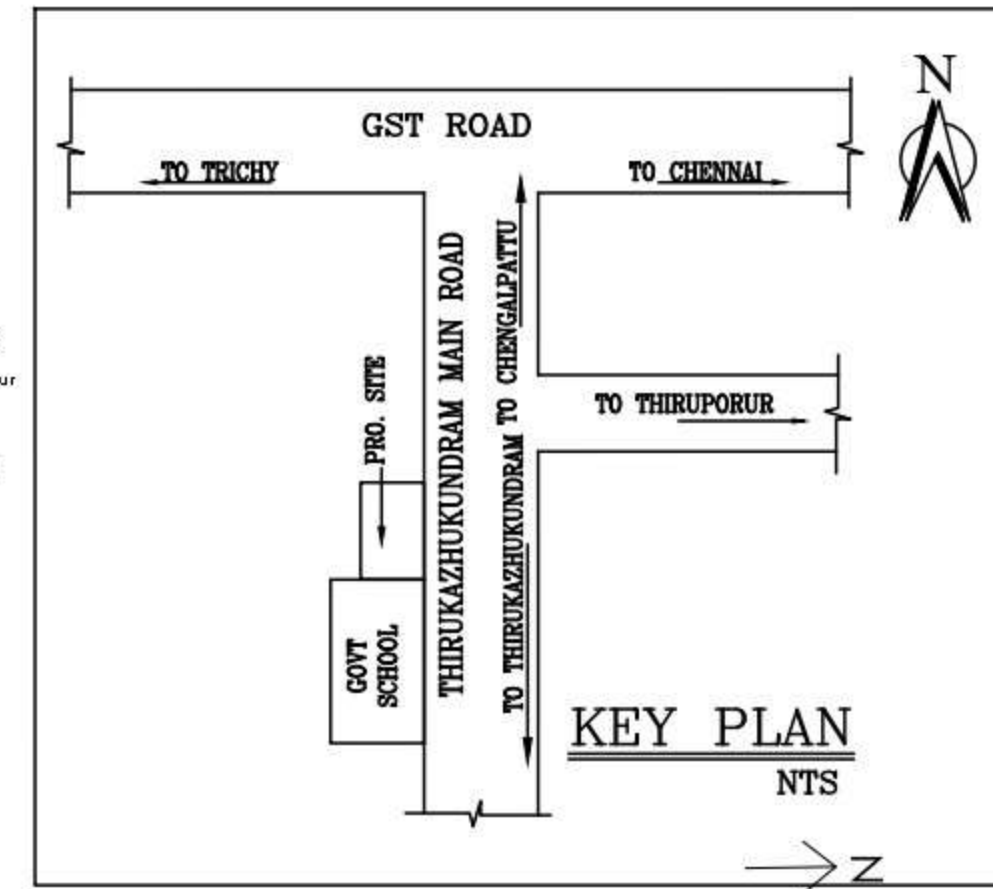 N
GST ROAD
TO TRICHY
TO CHENNAI
THIRUKAZHUKUNDRAM MAIN ROAD
TO CHENGALPATTU
TO THIRUKAZHUKUNDRAM
TO THIRUPORUR
PRO. SITE
GOVT
SCHOOL
KEY PLAN
NTS
N
ur